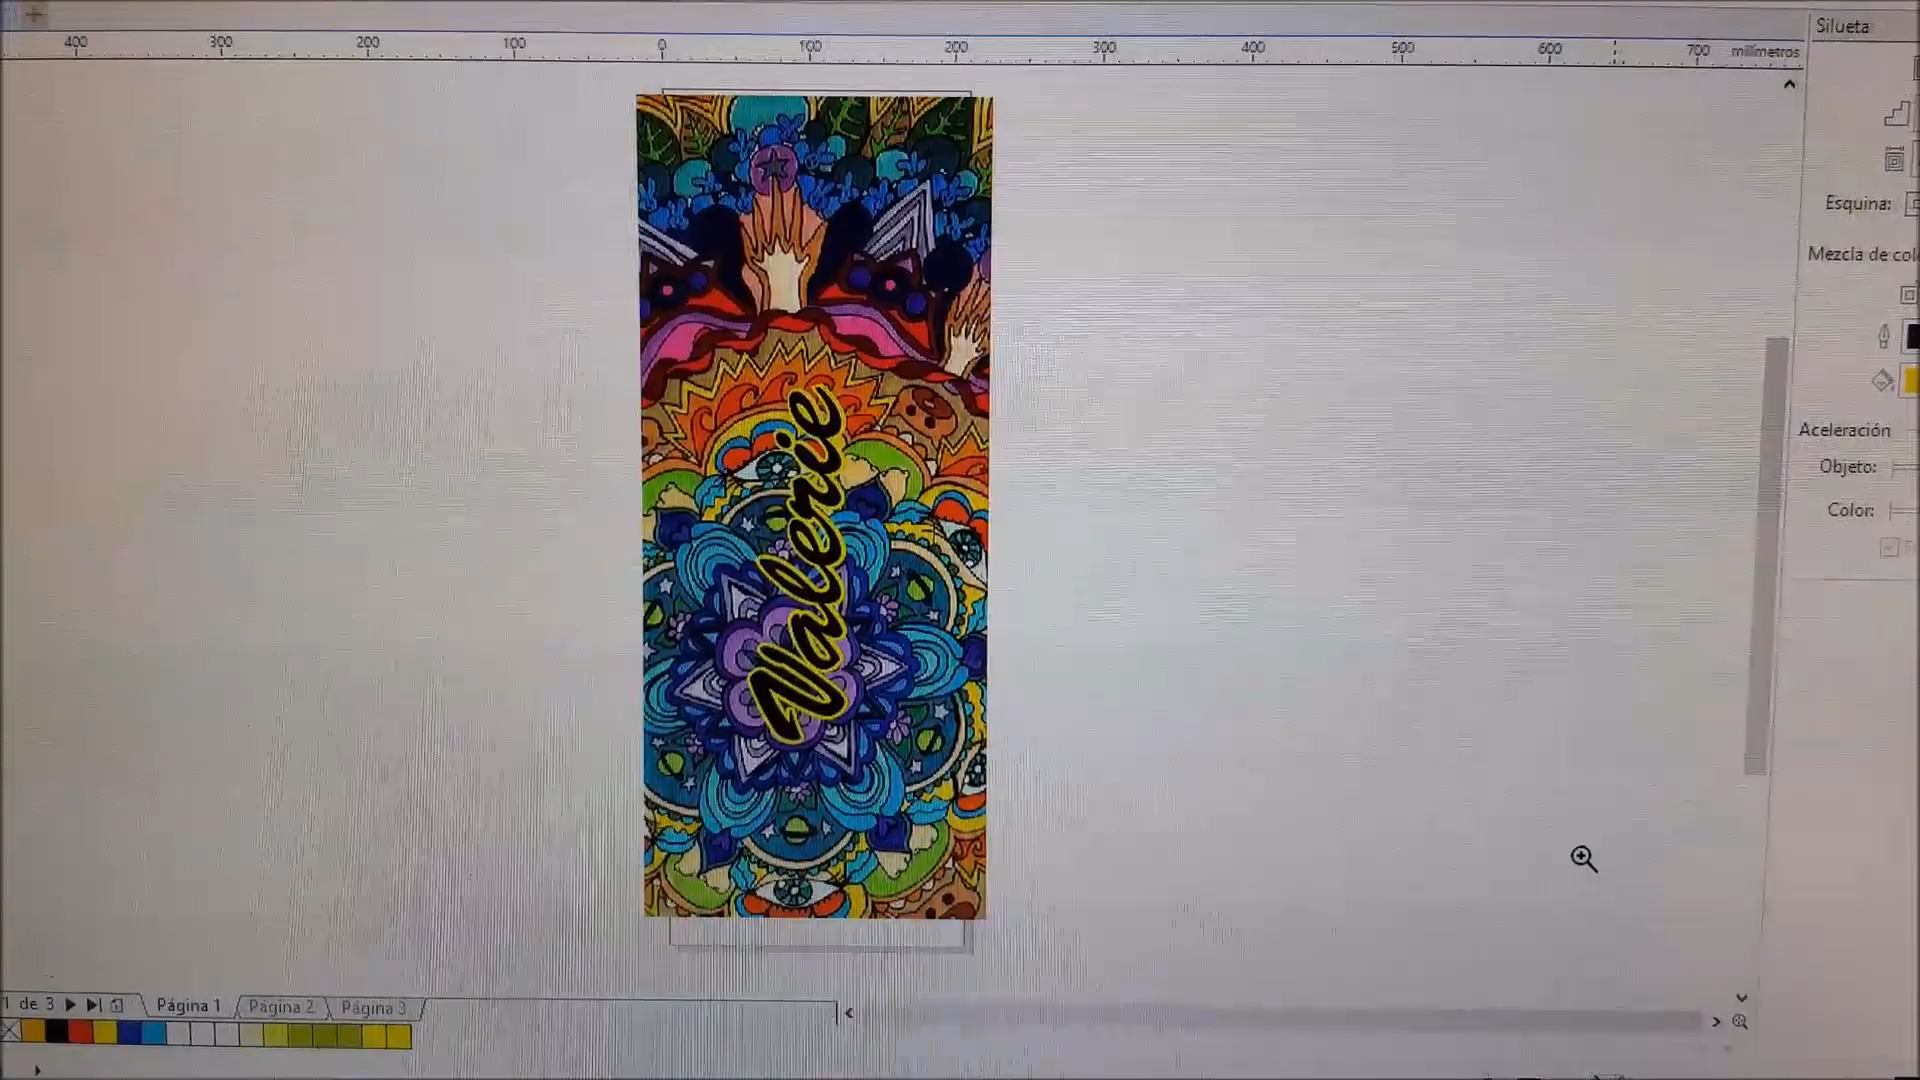 Silueta
400 300 200 100 0 100 200 300 400 500 600 700 milímetros
Esquina:
Mezcla de col
Valerie
Aceleración
Objeto:
Color:
1 de 3 Página 1 Página 2 Página 3